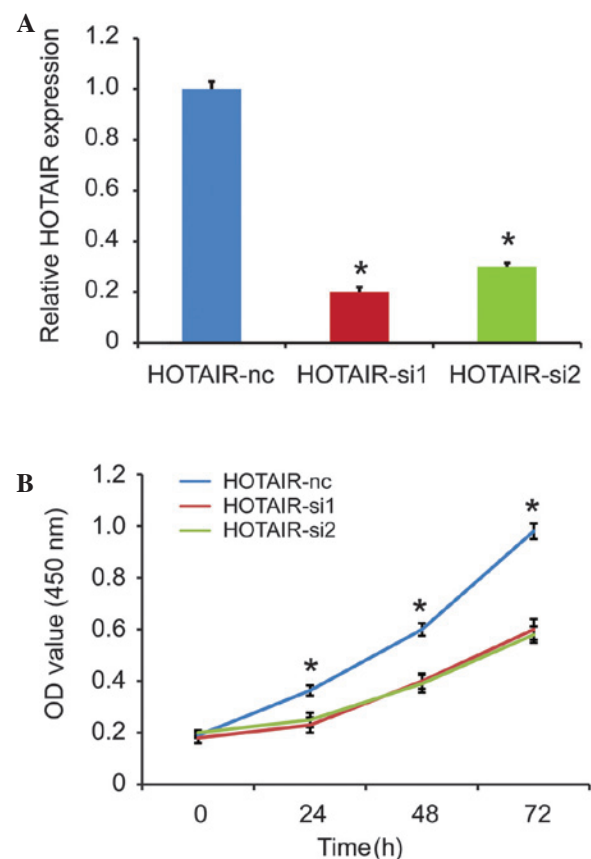 A
Relative HOTAIR expression
1.2
1.0
0.8
0.6
0.4
0.2
0
*
*
HOTAIR-nc HOTAIR-si1 HOTAIR-si2
B
OD value (450 nm)
1.2
1.0
0.8
0.6
0.4
0.2
0
HOTAIR-nc
HOTAIR-si1
HOTAIR-si2
*
*
*
0 24 48 72
Time (h)